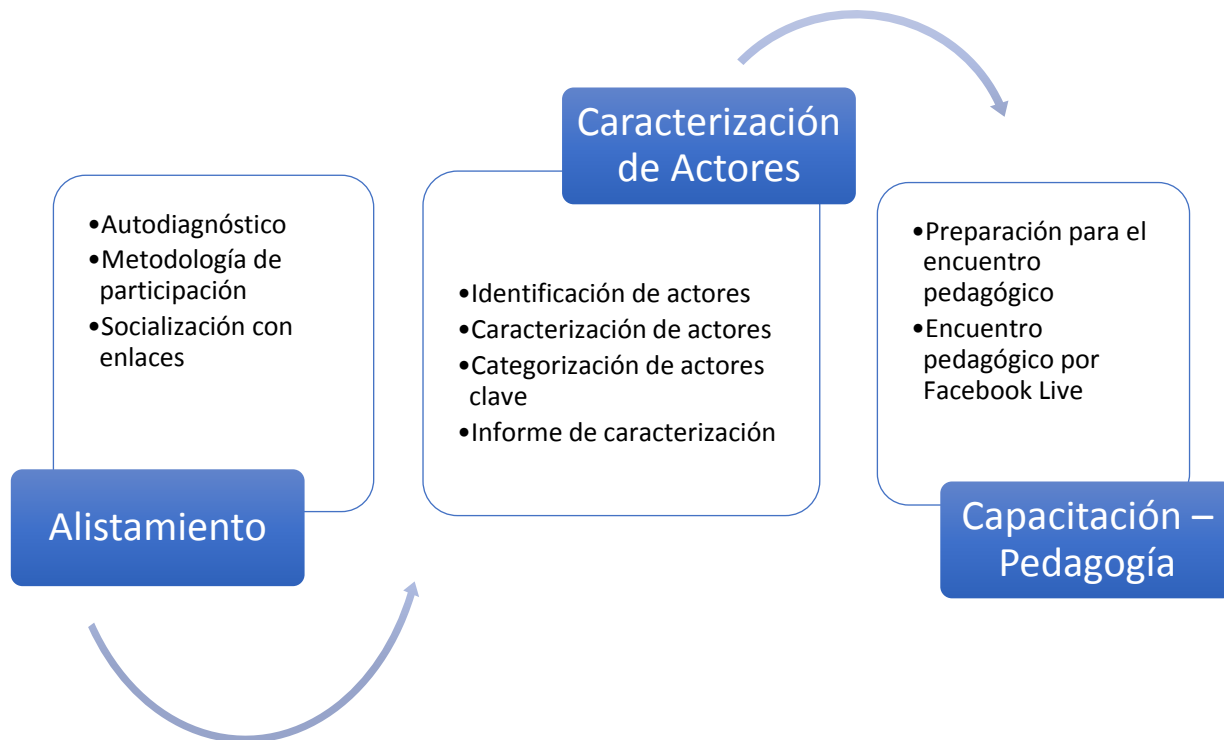 •Autodiagnóstico
•Metodología de
participación
•Socialización con
enlaces
Alistamiento
Caracterización
de Actores
•Identificación de actores
•Caracterización de actores
•Categorización de actores
clave
•Informe de caracterización
•Preparación para el
encuentro
pedagógico
•Encuentro
pedagógico por
Facebook Live
Capacitación –
Pedagogía